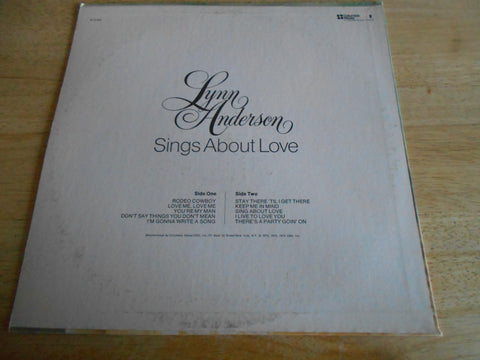 Lynn
Anderson
Sings About Love
Side One
RODEO COWBOY
LOVE ME, LOVE ME
YOU'RE MY MAN
DON'T SAY THINGS YOU DON'T MEAN
I'M GONNA WRITE A SONG
Side Two
STAY THERE 'TIL I GET THERE
KEEP ME IN MIND
SING ABOUT LOVE
I LIVE TO LOVE YOU
THERE'S A PARTY GOIN' ON